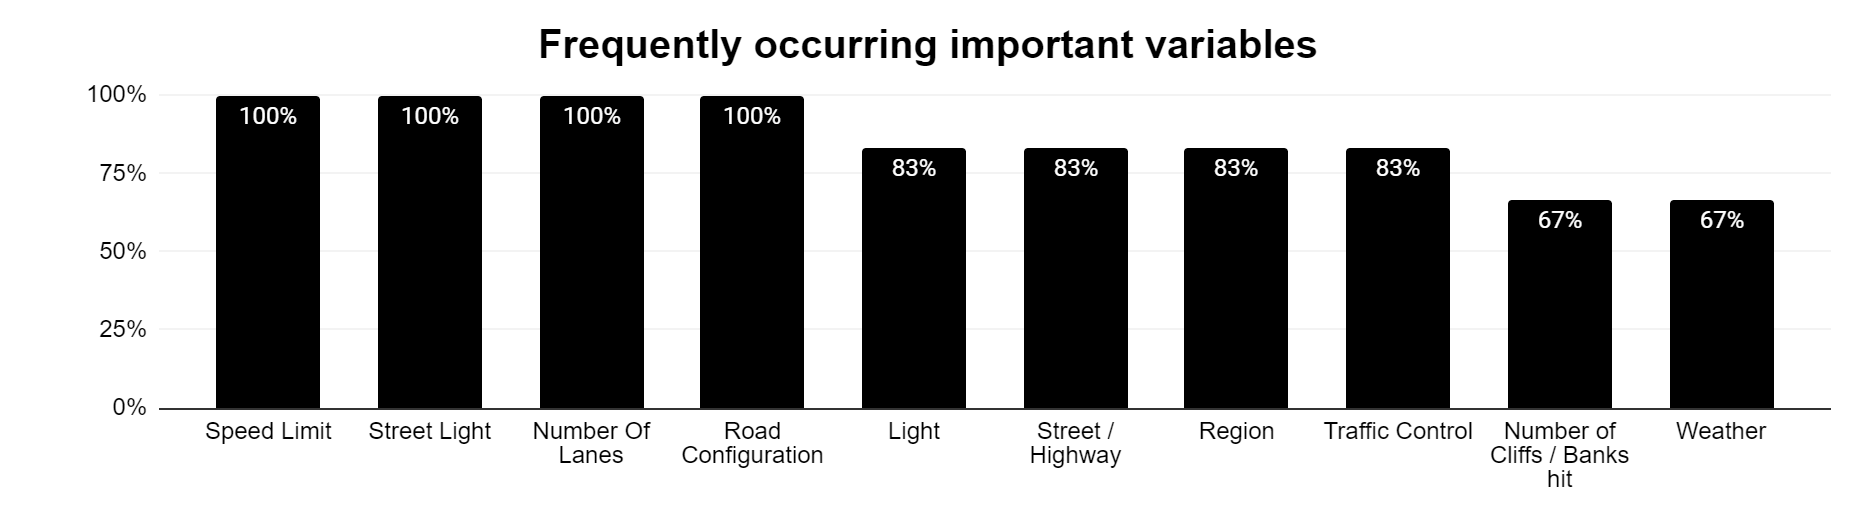 Frequently occurring important variables
100%
75%
50%
25%
0%
100%
100%
100%
100%
83%
83%
83%
83%
67%
67%
Speed Limit
Street Light
Number Of
Lanes
Road
Configuration
Light
Street /
Highway
Region
Traffic Control
Number of
Cliffs / Banks
hit
Weather